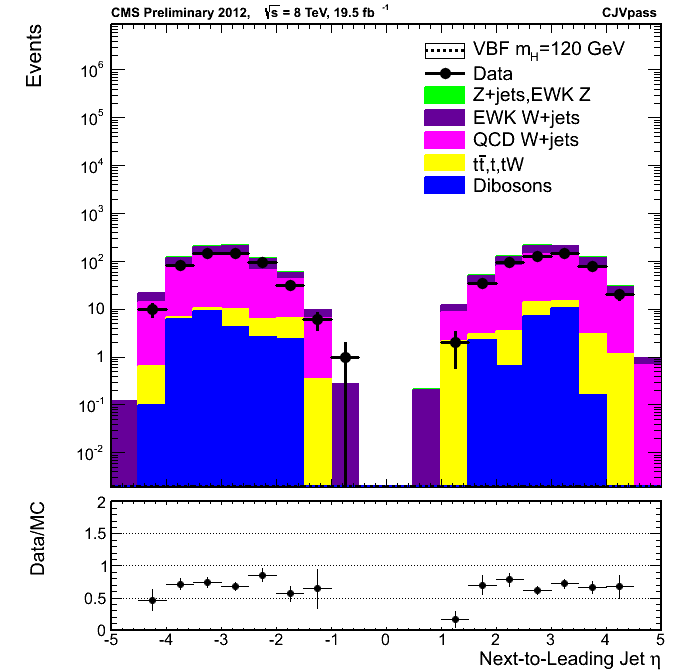 CMS Preliminary 2012, √s = 8 TeV, 19.5 fb⁻¹ CJVpass
Events
10⁶
10⁵
10⁴
10³
10²
10
1
10⁻¹
10⁻²
VBF m_H=120 GeV
Data
Z+jets,EWK Z
EWK W+jets
QCD W+jets
tt̄,t,tW
Dibosons
Data/MC
2
1.5
1
0.5
0
-5 -4 -3 -2 -1 0 1 2 3 4 5
Next-to-Leading Jet η